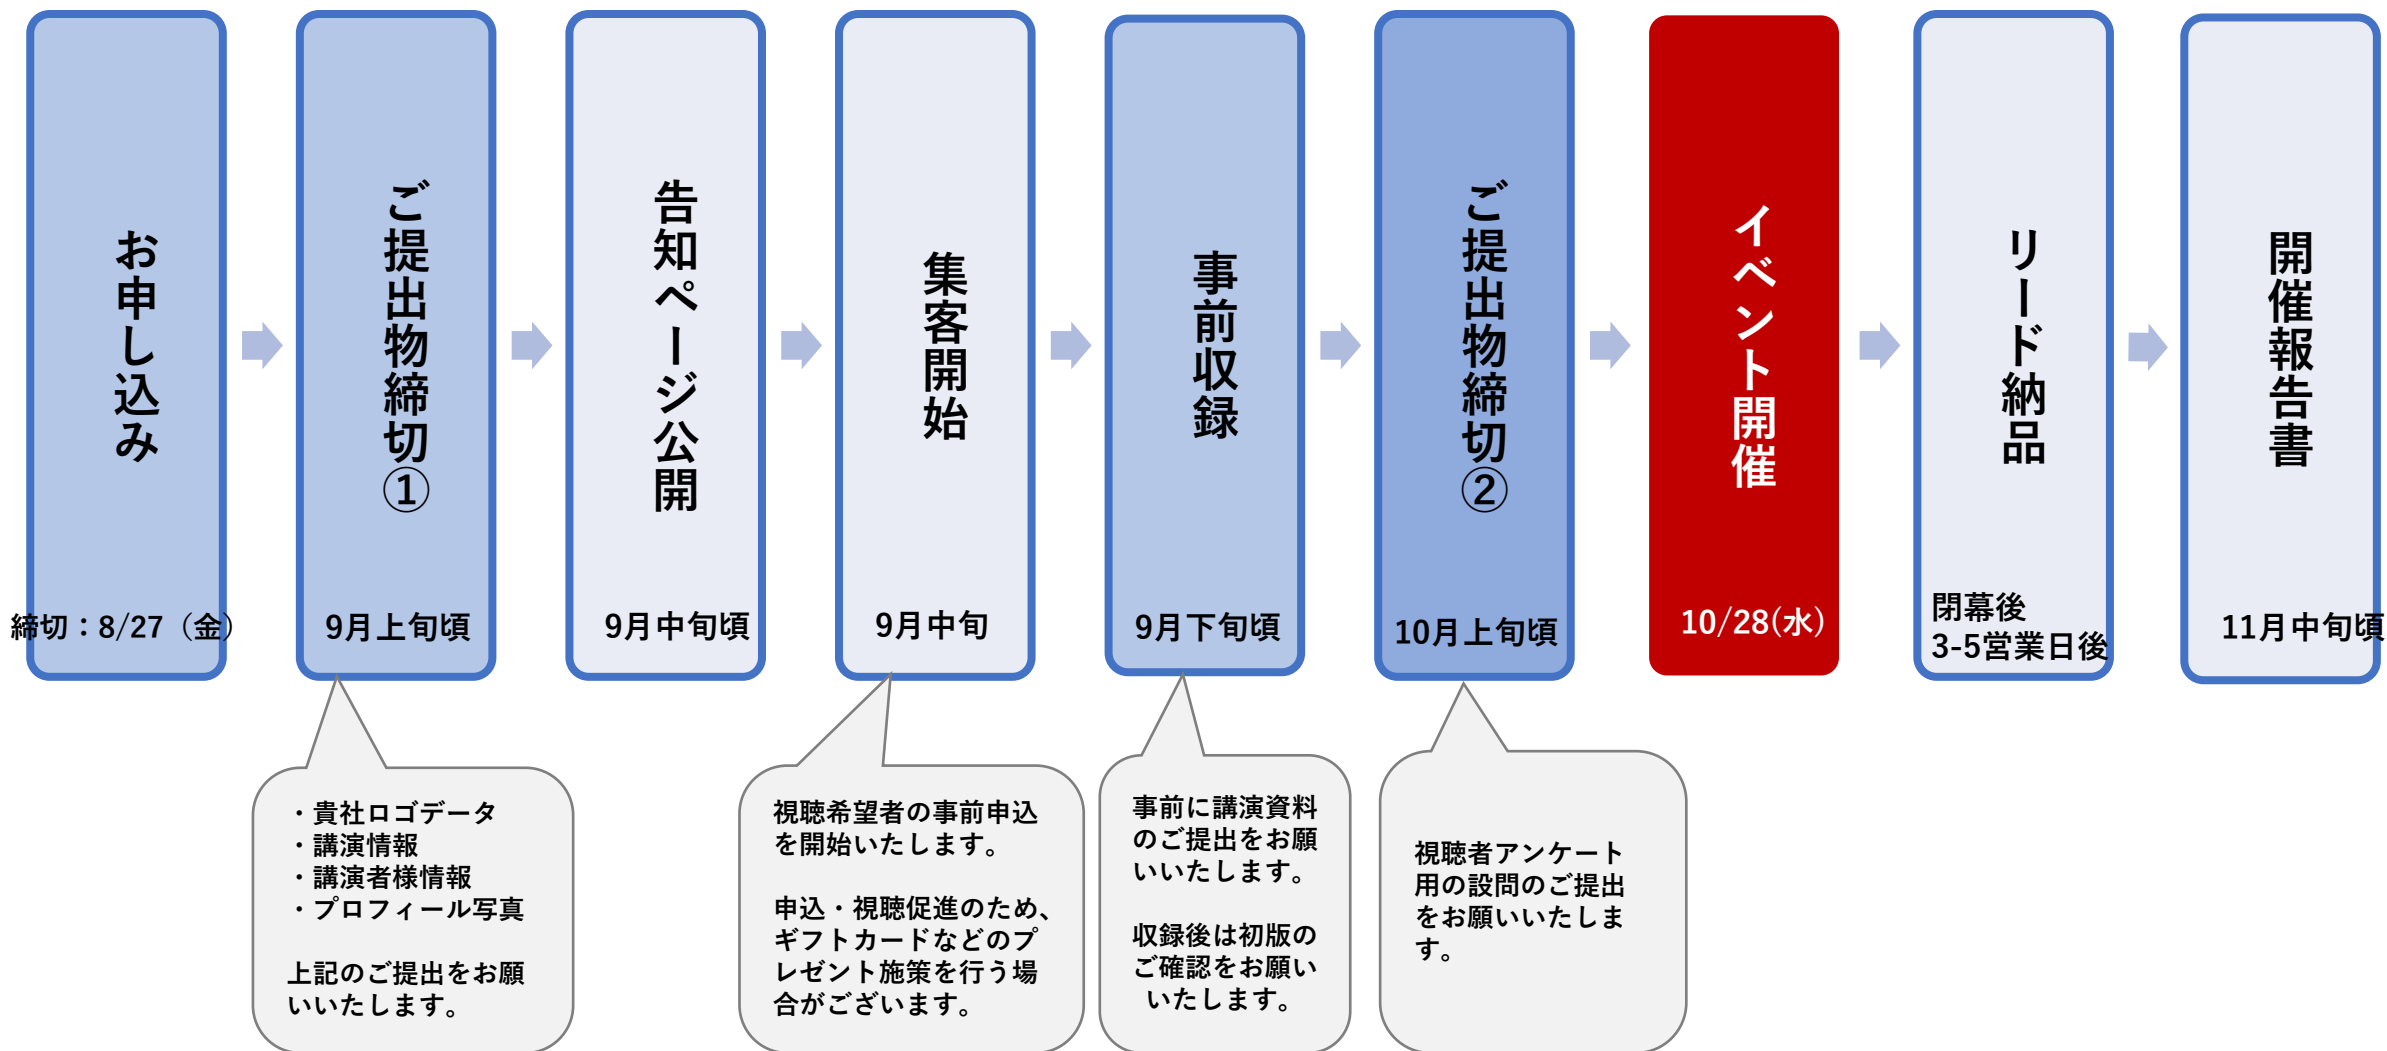 お申し込み
締切：8/27（金）
ご提出物締切①
9月上旬頃
告知ページ公開
9月中旬頃
集客開始
9月中旬
事前収録
9月下旬頃
ご提出物締切②
10月上旬頃
イベント開催
10/28(水)
リード納品
閉幕後
3-5営業日後
開催報告書
11月中旬頃
・貴社ロゴデータ
・講演情報
・講演者様情報
・プロフィール写真
上記のご提出をお願
いいたします。
視聴希望者の事前申込
を開始いたします。
申込・視聴促進のため、
ギフトカードなどのプ
レゼント施策を行う場
合がございます。
事前に講演資料
のご提出をお願
いいたします。
収録後は初版の
ご確認をお願い
いたします。
視聴者アンケート
用の設問のご提出
をお願いいたしま
す。